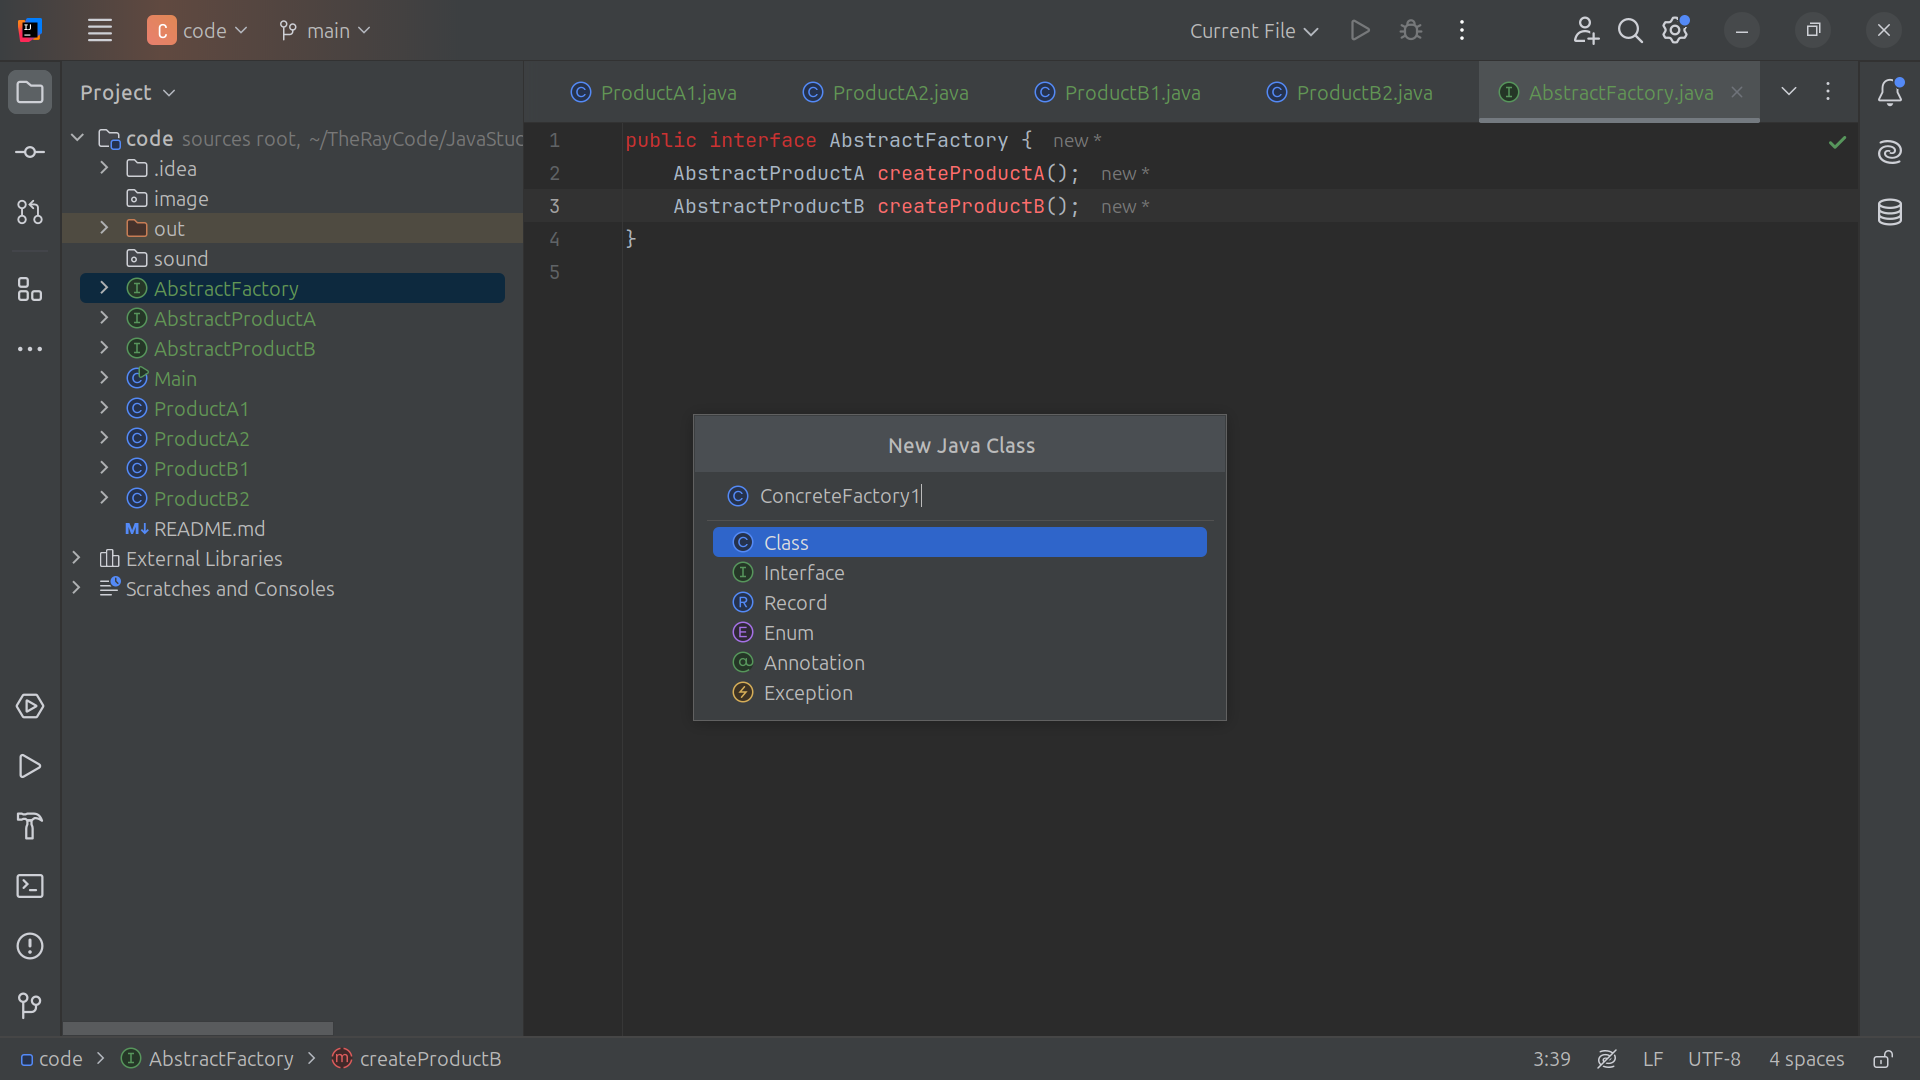 code
main
Current File
Project
ProductA1.java
ProductA2.java
ProductB1.java
ProductB2.java
AbstractFactory.java
code sources root, ~/TheRayCode/JavaStud
.idea
image
out
sound
AbstractFactory
AbstractProductA
AbstractProductB
Main
ProductA1
ProductA2
ProductB1
ProductB2
README.md
External Libraries
Scratches and Consoles
1 public interface AbstractFactory { new *
2 AbstractProductA createProductA(); new *
3 AbstractProductB createProductB(); new *
4 }
5
New Java Class
ConcreteFactory1
Class
Interface
Record
Enum
Annotation
Exception
code > AbstractFactory > createProductB
3:39 LF UTF-8 4 spaces